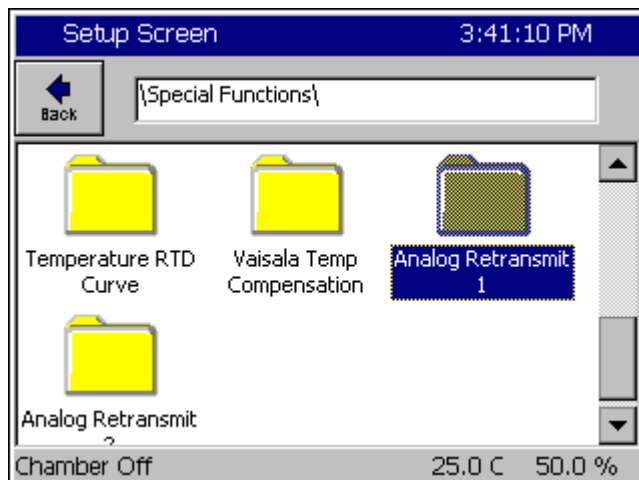 Setup Screen 3:41:10 PM
Back
\Special Functions\
Temperature RTD
Curve
Vaisala Temp
Compensation
Analog Retransmit
1
Analog Retransmit
Chamber Off 25.0 C 50.0 %